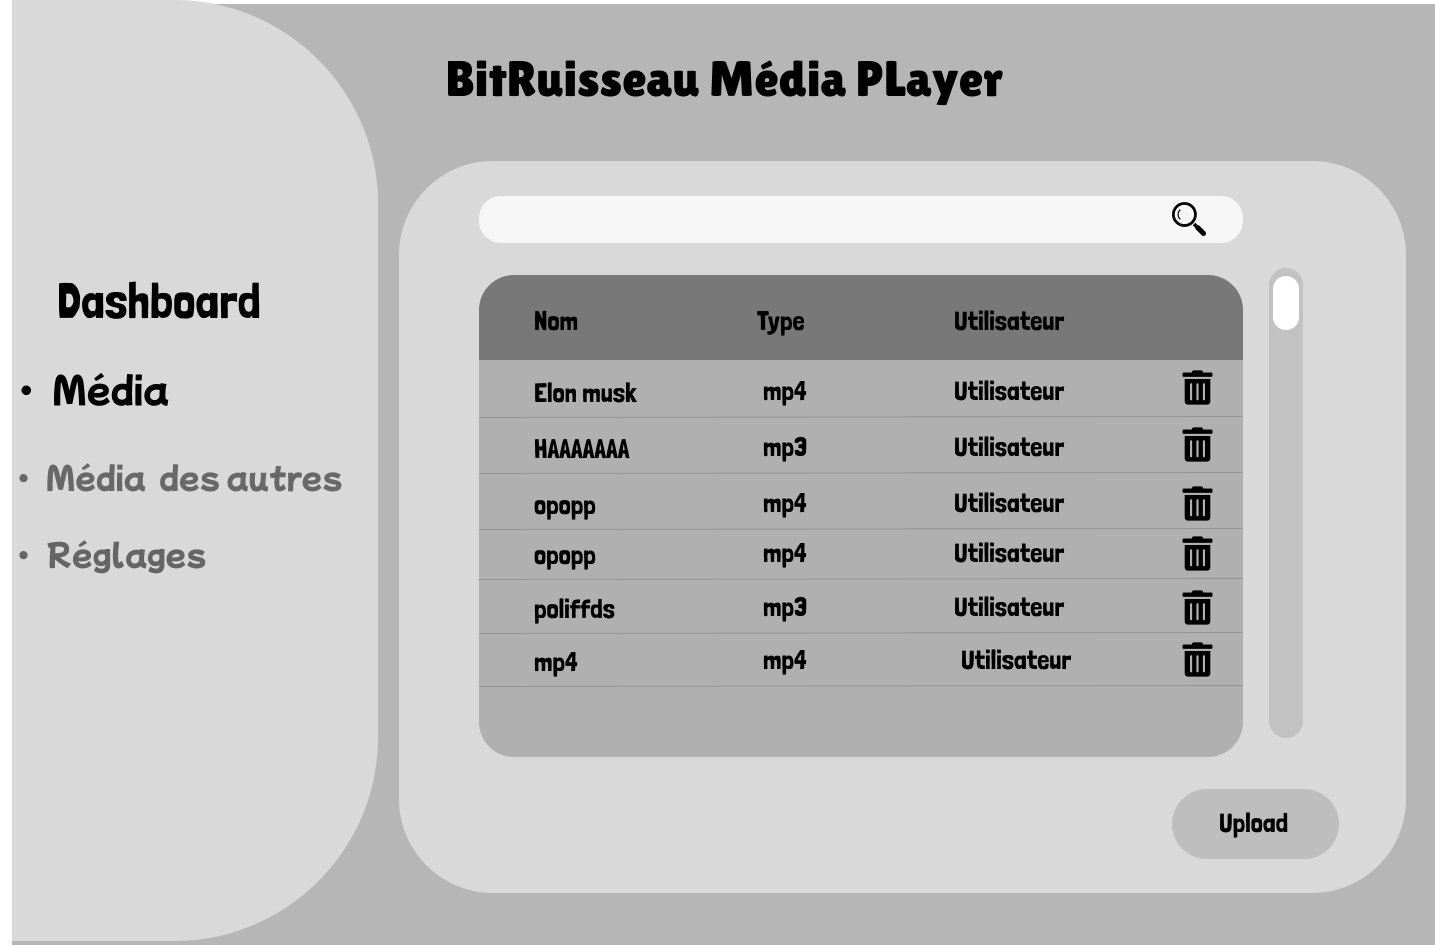 BitRuisseau Média PLayer
Dashboard
• Média
• Média des autres
• Réglages
Nom Type Utilisateur
Elon musk mp4 Utilisateur
HAAAAAAA mp3 Utilisateur
opopp mp4 Utilisateur
opopp mp4 Utilisateur
poliffds mp3 Utilisateur
mp4 mp4 Utilisateur
Upload